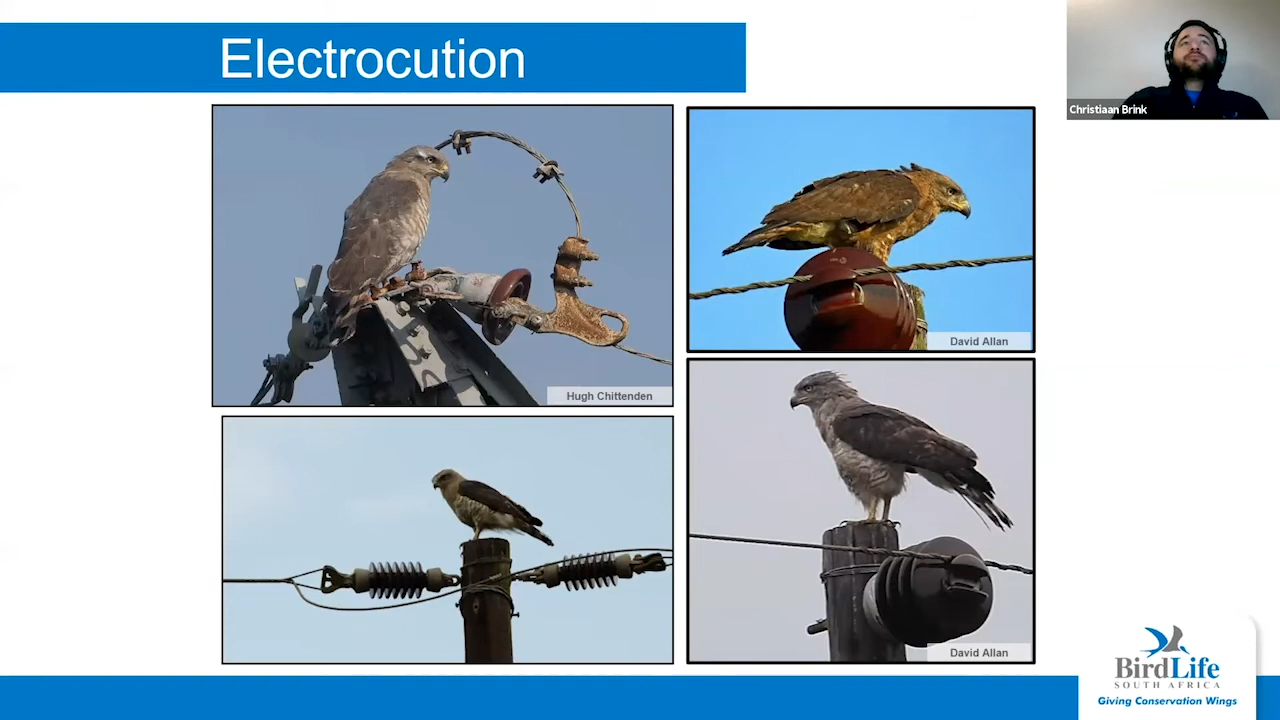 Electrocution
Christiaan Brink
Hugh Chittenden
David Allan
David Allan
BirdLife
SOUTH AFRICA
Giving Conservation Wings